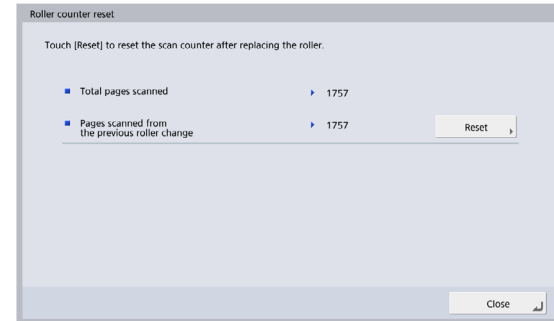 Roller counter reset
Touch [Reset] to reset the scan counter after replacing the roller.
Total pages scanned 1757
Pages scanned from
the previous roller change 1757 Reset
Close